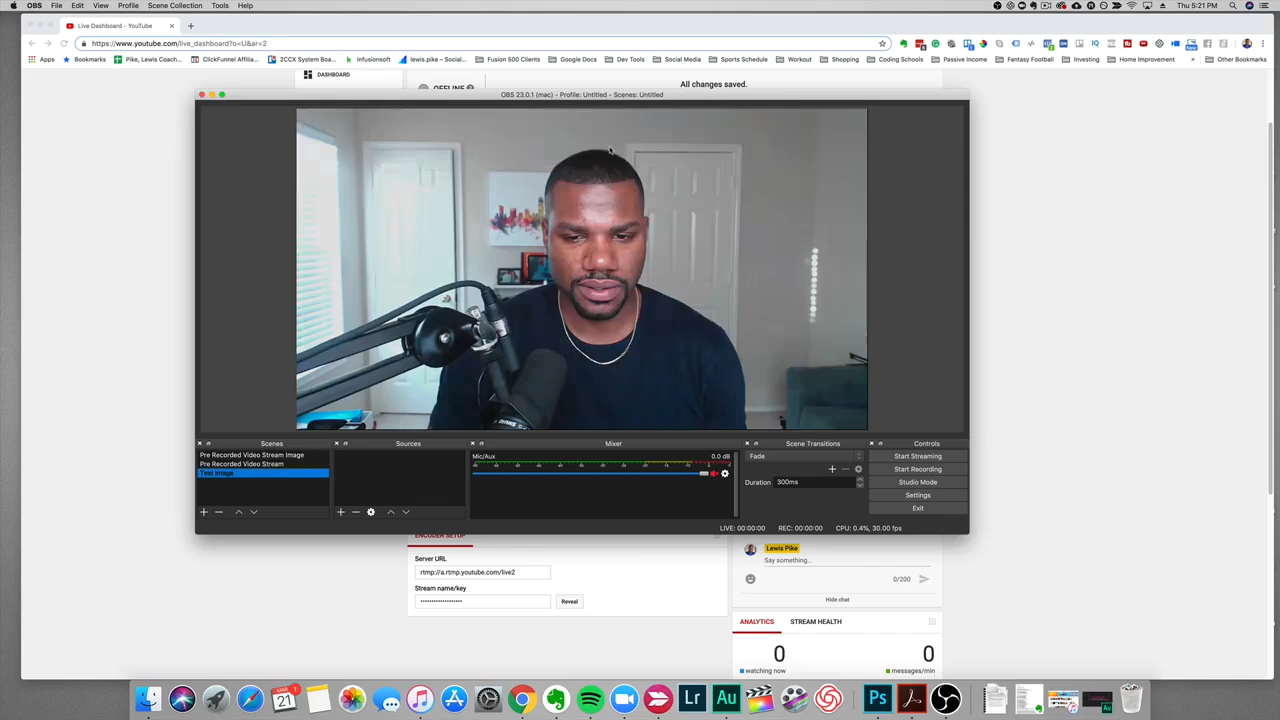 OBS File Edit View Profile Scene Collection Tools Help Thu 5:21 PM
Live Dashboard - YouTube
https://www.youtube.com/live_dashboard?o=U&ar=2
Apps Bookmarks Pike, Lewis Coach... ClickFunnel Affilia... 2CCX System Boa... Infusionsoft lewis.pike - Social... Fusion 500 Clients Google Docs Dev Tools Social Media Sports Schedule Workout Shopping Coding Schools Passive Income Fantasy Football Investing Home Improvement » Other Bookmarks
DASHBOARD
OFFLINE
All changes saved.
OBS 23.0.1 (mac) - Profile: Untitled - Scenes: Untitled
Scenes Sources Mixer Scene Transitions Controls
Pre Recorded Video Stream Image
Pre Recorded Video Stream
Test Image
Mic/Aux 0.0 dB
Fade
Duration 300ms
Start Streaming
Start Recording
Studio Mode
Settings
Exit
LIVE: 00:00:00 REC: 00:00:00 CPU: 0.4%, 30.00 fps
ENCODER SETUP
Server URL
rtmp://a.rtmp.youtube.com/live2
Stream name/key
Reveal
Lewis Pike
Say something...
0/200
Hide chat
ANALYTICS STREAM HEALTH
0 0
watching now messages/min
MAR
21
Lr
Au
Ps